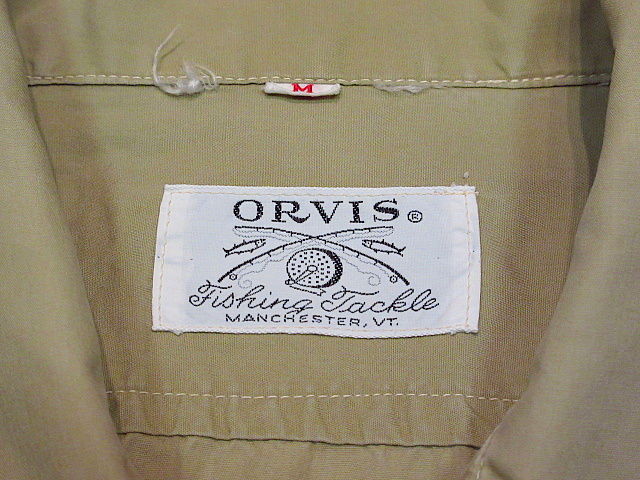 M
ORVIS ®
Fishing Tackle
MANCHESTER, VT.